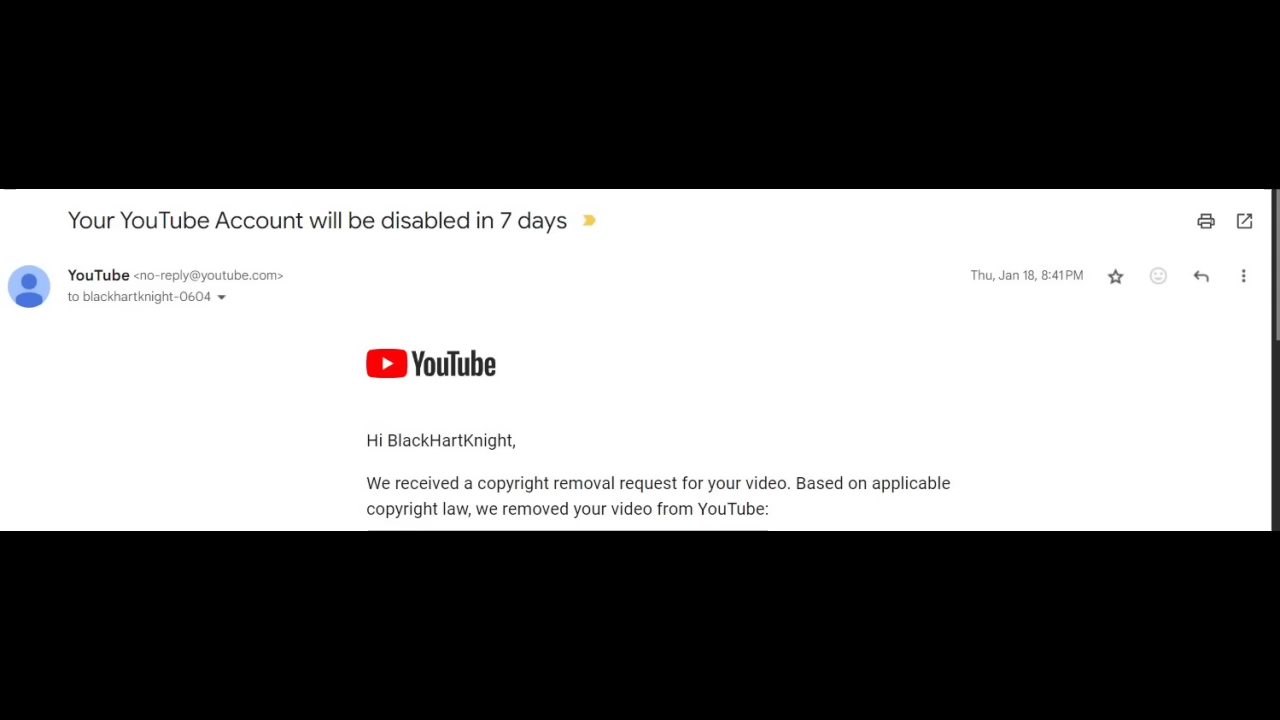 Your YouTube Account will be disabled in 7 days
YouTube <no-reply@youtube.com>
Thu, Jan 18, 8:41 PM
to blackhartknight-0604
YouTube
Hi BlackHartKnight,
We received a copyright removal request for your video. Based on applicable
copyright law, we removed your video from YouTube: